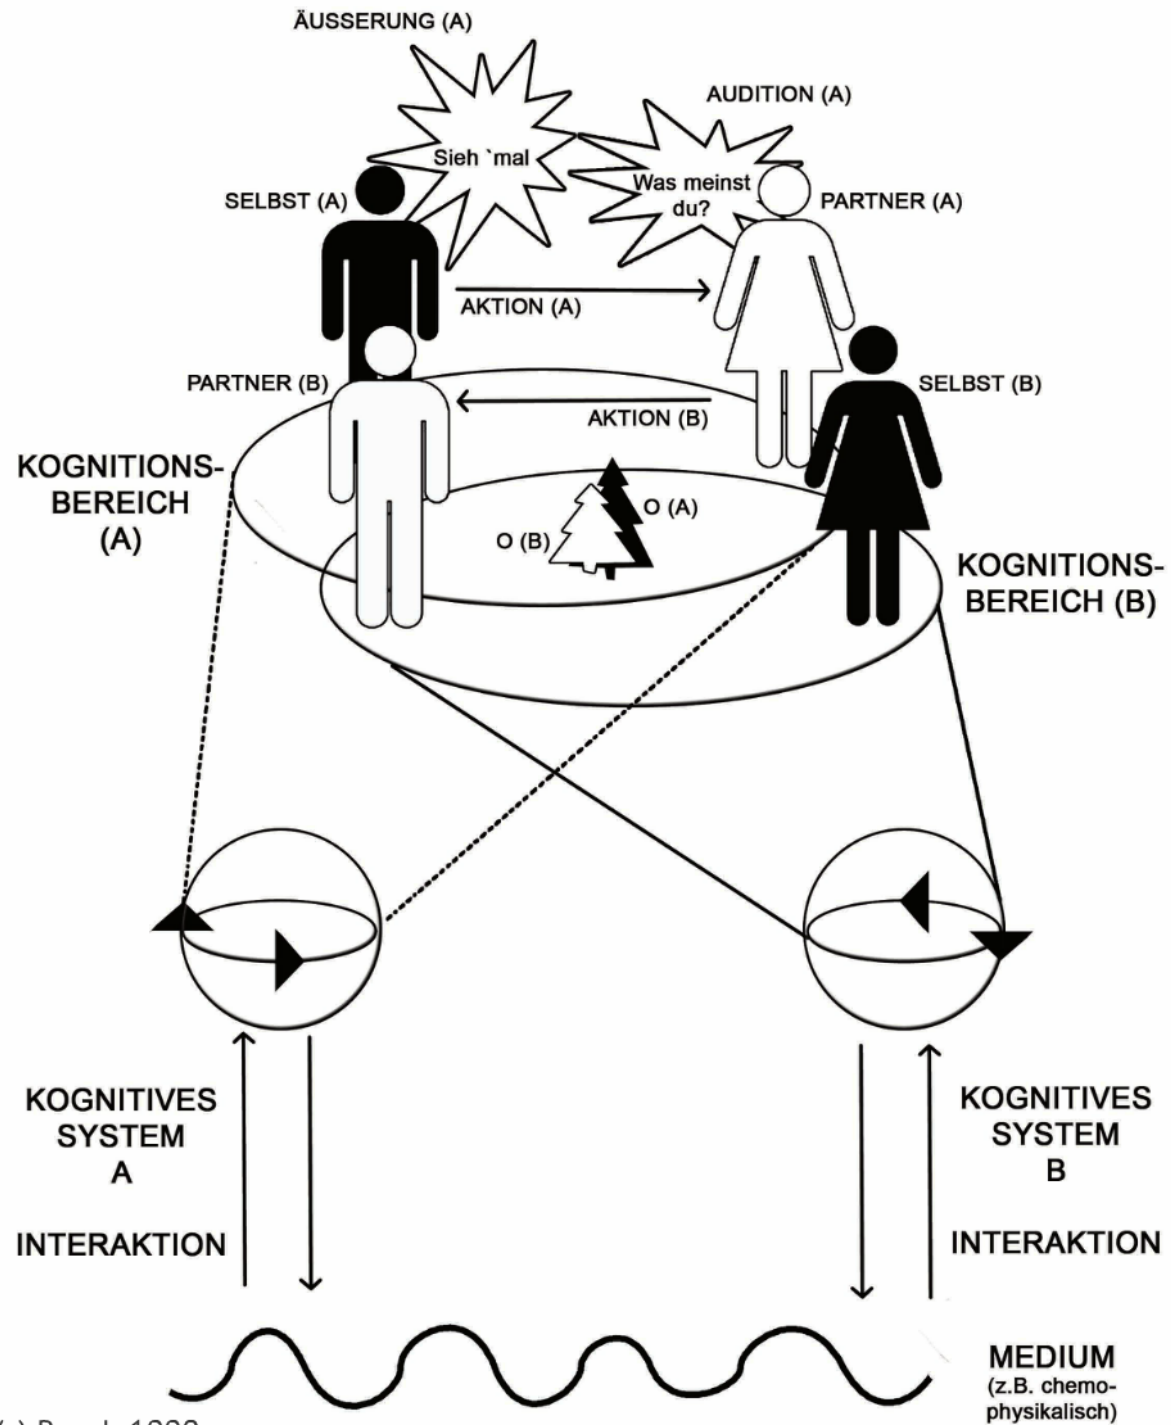 ÄUSSERUNG (A)
AUDITION (A)
Sieh `mal
Was meinst
du?
SELBST (A)
PARTNER (A)
AKTION (A)
PARTNER (B)
SELBST (B)
AKTION (B)
KOGNITIONS-
BEREICH
(A)
O (A)
O (B)
KOGNITIONS-
BEREICH (B)
KOGNITIVES
SYSTEM
A
KOGNITIVES
SYSTEM
B
INTERAKTION
INTERAKTION
MEDIUM
(z.B. chemo-
physikalisch)